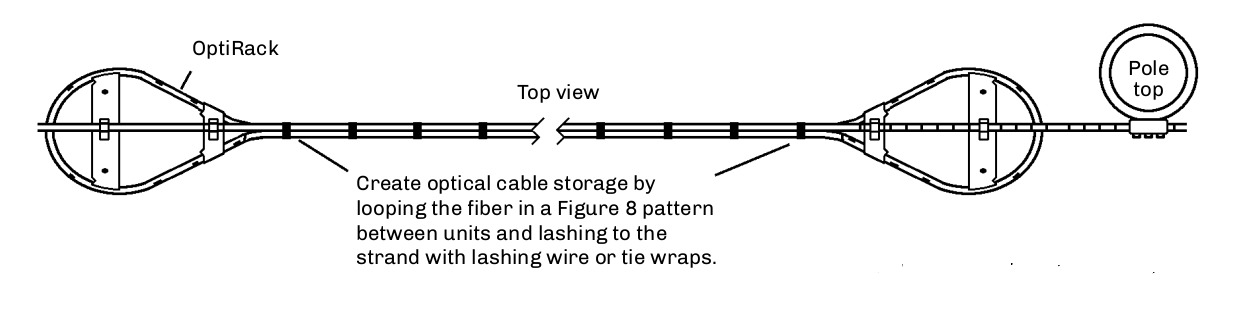 OptiRack
Top view
Pole
top
Create optical cable storage by
looping the fiber in a Figure 8 pattern
between units and lashing to the
strand with lashing wire or tie wraps.